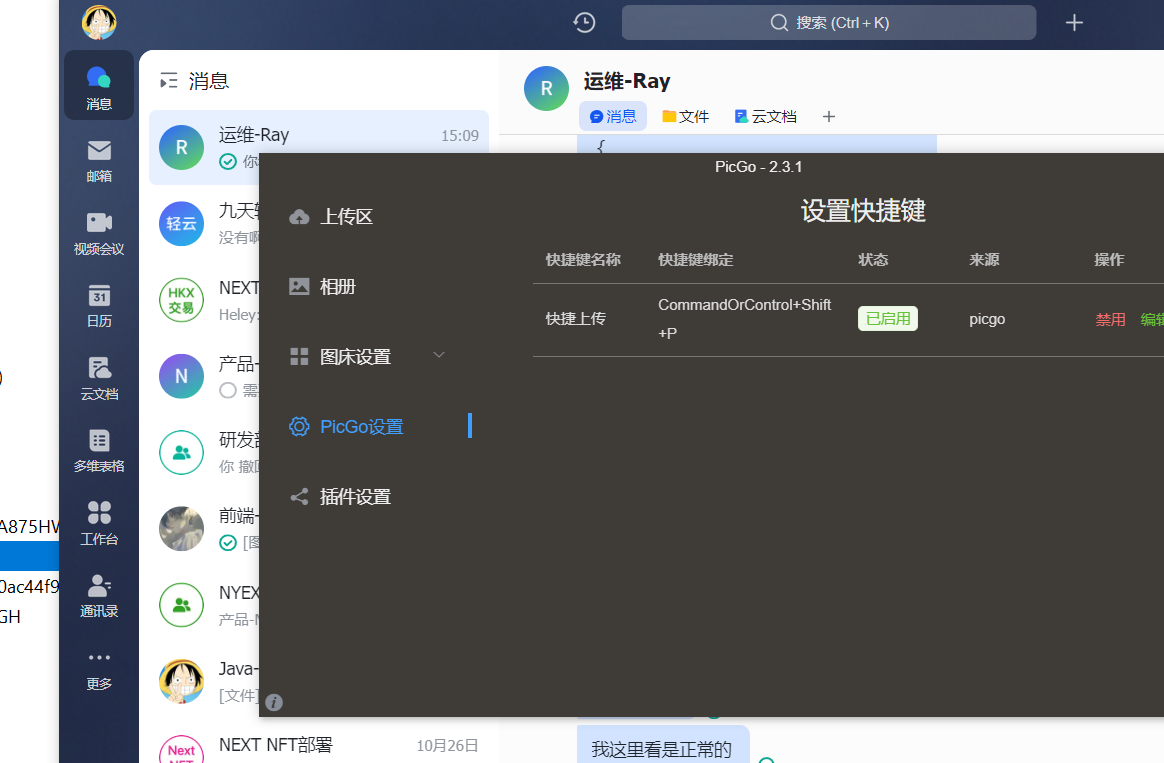 搜索 (Ctrl + K)
消息
邮箱
视频会议
31
日历
云文档
多维表格
工作台
通讯录
更多
A875HW
0ac44f9
GH
消息
R
运维-Ray
15:09
你
轻云
九天
没有啊
HKX
交易
NEXT
Heley:
N
产品-
需
研发部
你 撤回
前端-
[图
NYEX
产品-N
Java-
[文件]
Next
NFT
NEXT NFT部署
10月26日
R
运维-Ray
消息
文件
云文档
{
PicGo - 2.3.1
上传区
相册
图床设置
PicGo设置
插件设置
设置快捷键
快捷键名称 快捷键绑定 状态 来源 操作
快捷上传 CommandOrControl+Shift
+P
已启用 picgo 禁用 编辑
我这里看是正常的